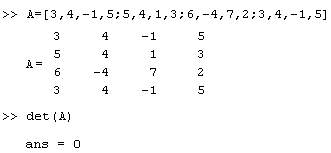 >> A=[3,4,-1,5;5,4,1,3;6,-4,7,2;3,4,-1,5]
3 4 -1 5
5 4 1 3
A=
6 -4 7 2
3 4 -1 5
>> det(A)
ans = 0